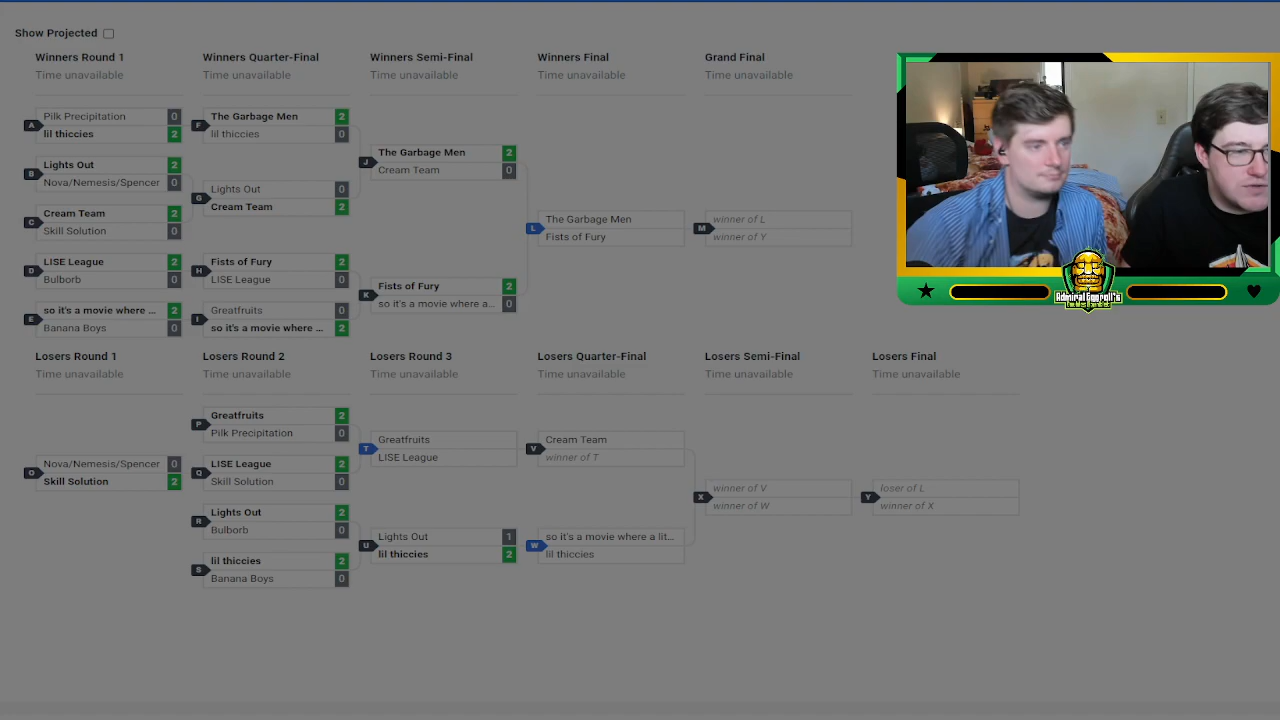 Show Projected
Winners Round 1
Winners Quarter-Final
Winners Semi-Final
Winners Final
Grand Final
Time unavailable
Time unavailable
Time unavailable
Time unavailable
Time unavailable
A
Pilk Precipitation 0
lil thiccies 2
B
Lights Out 2
Nova/Nemesis/Spencer 0
C
Cream Team 2
Skill Solution 0
D
LISE League 2
Bulborb 0
E
so it's a movie where ... 2
Banana Boys 0
F
The Garbage Men 2
lil thiccies 0
G
Lights Out 0
Cream Team 2
H
Fists of Fury 2
LISE League 0
I
Greatfruits 0
so it's a movie where ... 2
J
The Garbage Men 2
Cream Team 0
K
Fists of Fury 2
so it's a movie where a... 0
L
The Garbage Men
Fists of Fury
M
winner of L
winner of Y
Losers Round 1
Losers Round 2
Losers Round 3
Losers Quarter-Final
Losers Semi-Final
Losers Final
Time unavailable
Time unavailable
Time unavailable
Time unavailable
Time unavailable
Time unavailable
O
Nova/Nemesis/Spencer 0
Skill Solution 2
P
Greatfruits 2
Pilk Precipitation 0
Q
LISE League 2
Skill Solution 0
R
Lights Out 2
Bulborb 0
S
lil thiccies 2
Banana Boys 0
T
Greatfruits
LISE League
U
Lights Out 1
lil thiccies 2
V
Cream Team
winner of T
W
so it's a movie where a lit...
lil thiccies
X
winner of V
winner of W
Y
loser of L
winner of X
Admiral Eggroll's